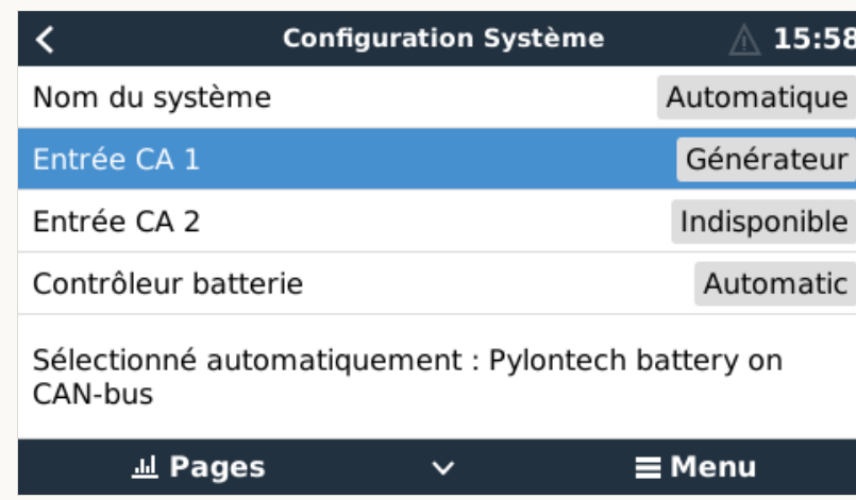 Configuration Système 15:58
Nom du système Automatique
Entrée CA 1 Générateur
Entrée CA 2 Indisponible
Contrôleur batterie Automatic
Sélectionné automatiquement : Pylontech battery on
CAN-bus
Pages Menu